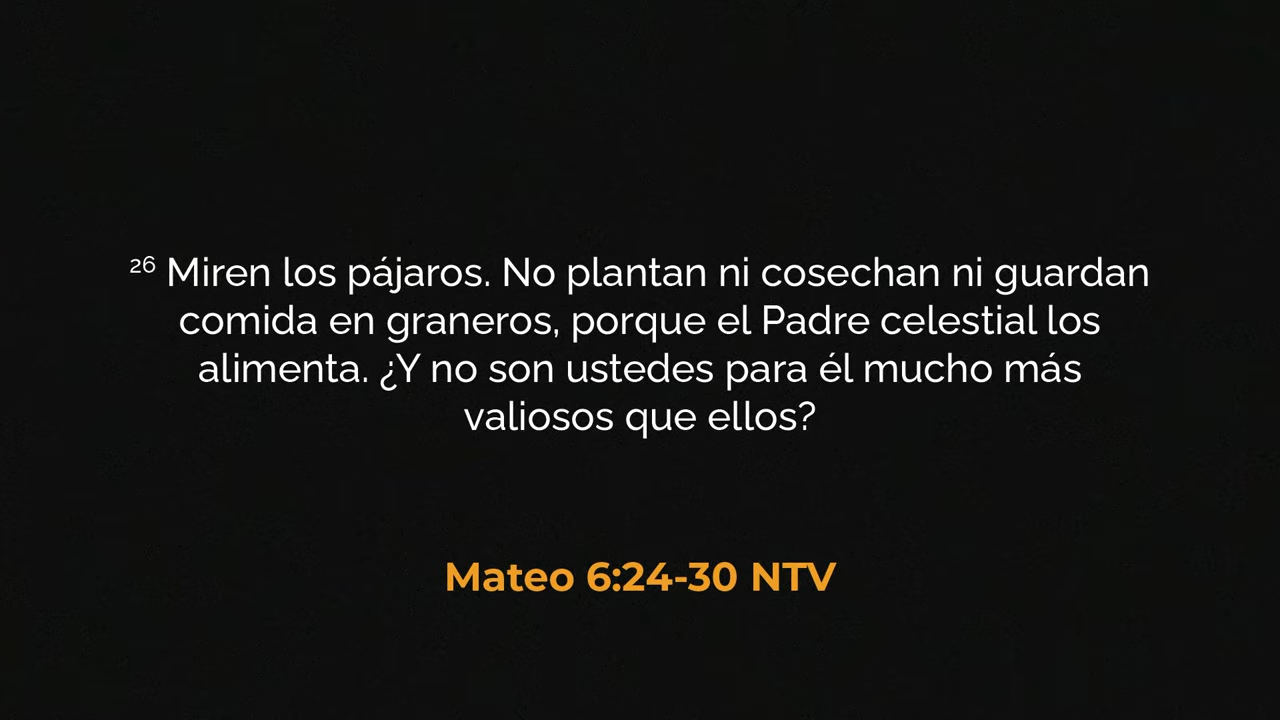 26 Miren los pájaros. No plantan ni cosechan ni guardan
comida en graneros, porque el Padre celestial los
alimenta. ¿Y no son ustedes para él mucho más
valiosos que ellos?
Mateo 6:24-30 NTV